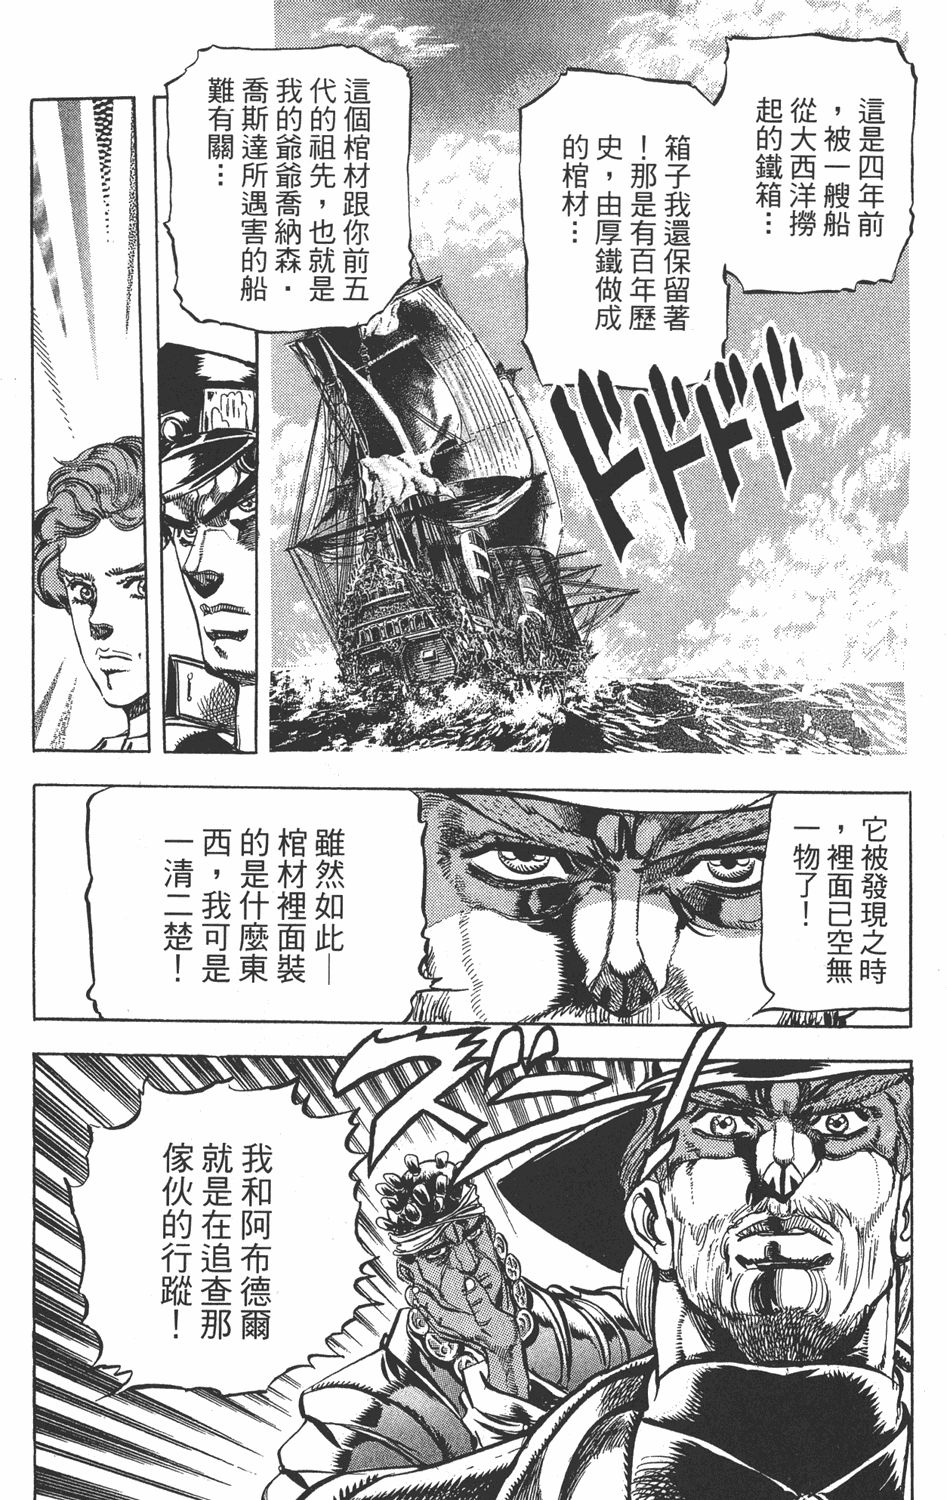 這是四年前
，被一艘船
從大西洋撈
起的鐵箱…
箱子我還保留著
！那是有百年歷
史，由厚鐵做成
的棺材…
這個棺材跟你前五
代的祖先，也就是
我的爺爺喬納森．
喬斯達所遇害的船
難有關…
ドドドド
它被發現之時
，裡面已空無
一物了！
雖然如此—
棺材裡面裝
的是什麼東
西，我可是
一清二楚！
ズビー
我和阿布德爾
就是在追查那
傢伙的行蹤！